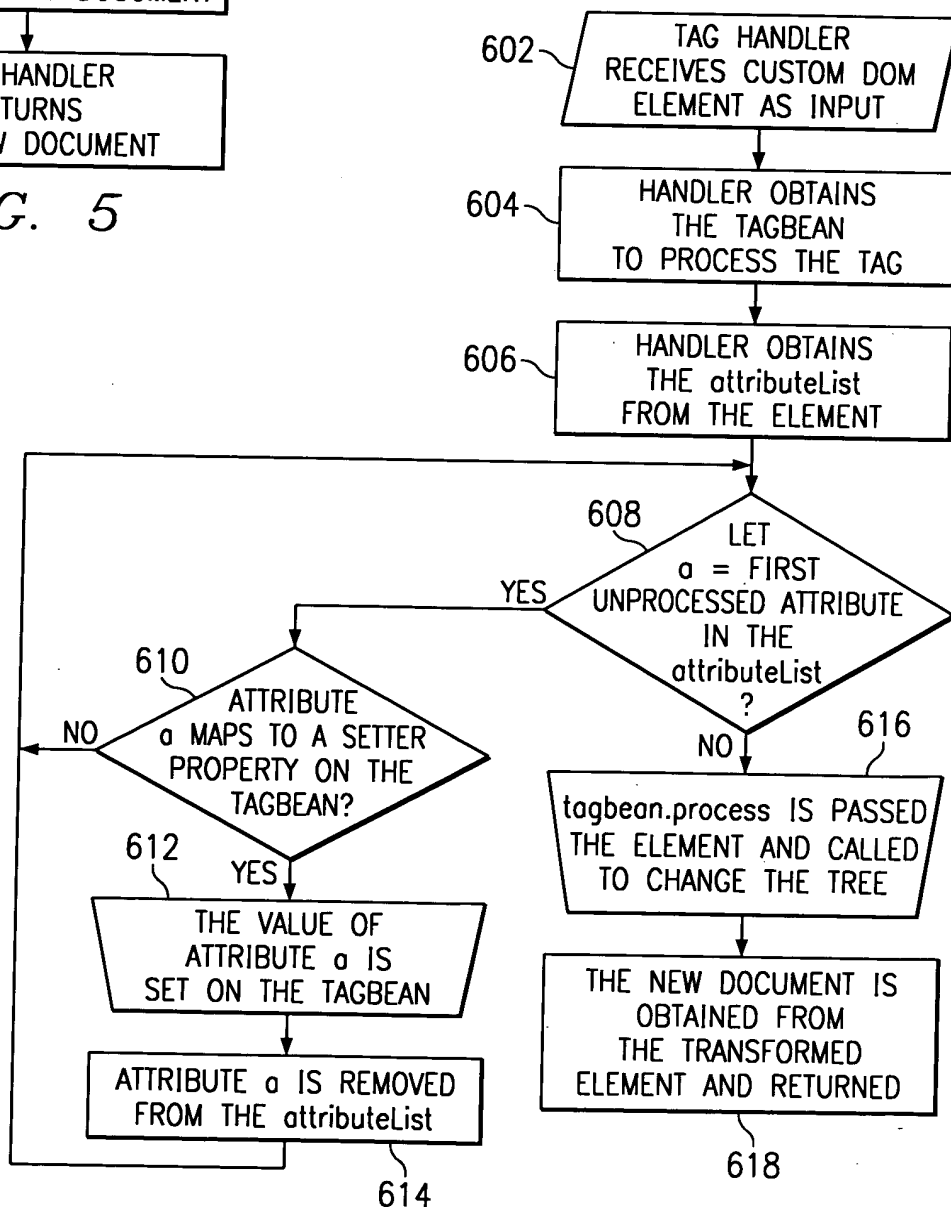 DOCUMENT
HANDLER
TURNS
DOCUMENT
G. 5
602
TAG HANDLER
RECEIVES CUSTOM DOM
ELEMENT AS INPUT
604
HANDLER OBTAINS
THE TAGBEAN
TO PROCESS THE TAG
606
HANDLER OBTAINS
THE attributeList
FROM THE ELEMENT
608
LET
a = FIRST
UNPROCESSED ATTRIBUTE
IN THE
attributeList
?
YES
NO
610
ATTRIBUTE
a MAPS TO A SETTER
PROPERTY ON THE
TAGBEAN?
NO
YES
612
THE VALUE OF
ATTRIBUTE a IS
SET ON THE TAGBEAN
ATTRIBUTE a IS REMOVED
FROM THE attributeList
614
616
tagbean.process IS PASSED
THE ELEMENT AND CALLED
TO CHANGE THE TREE
THE NEW DOCUMENT IS
OBTAINED FROM
THE TRANSFORMED
ELEMENT AND RETURNED
618